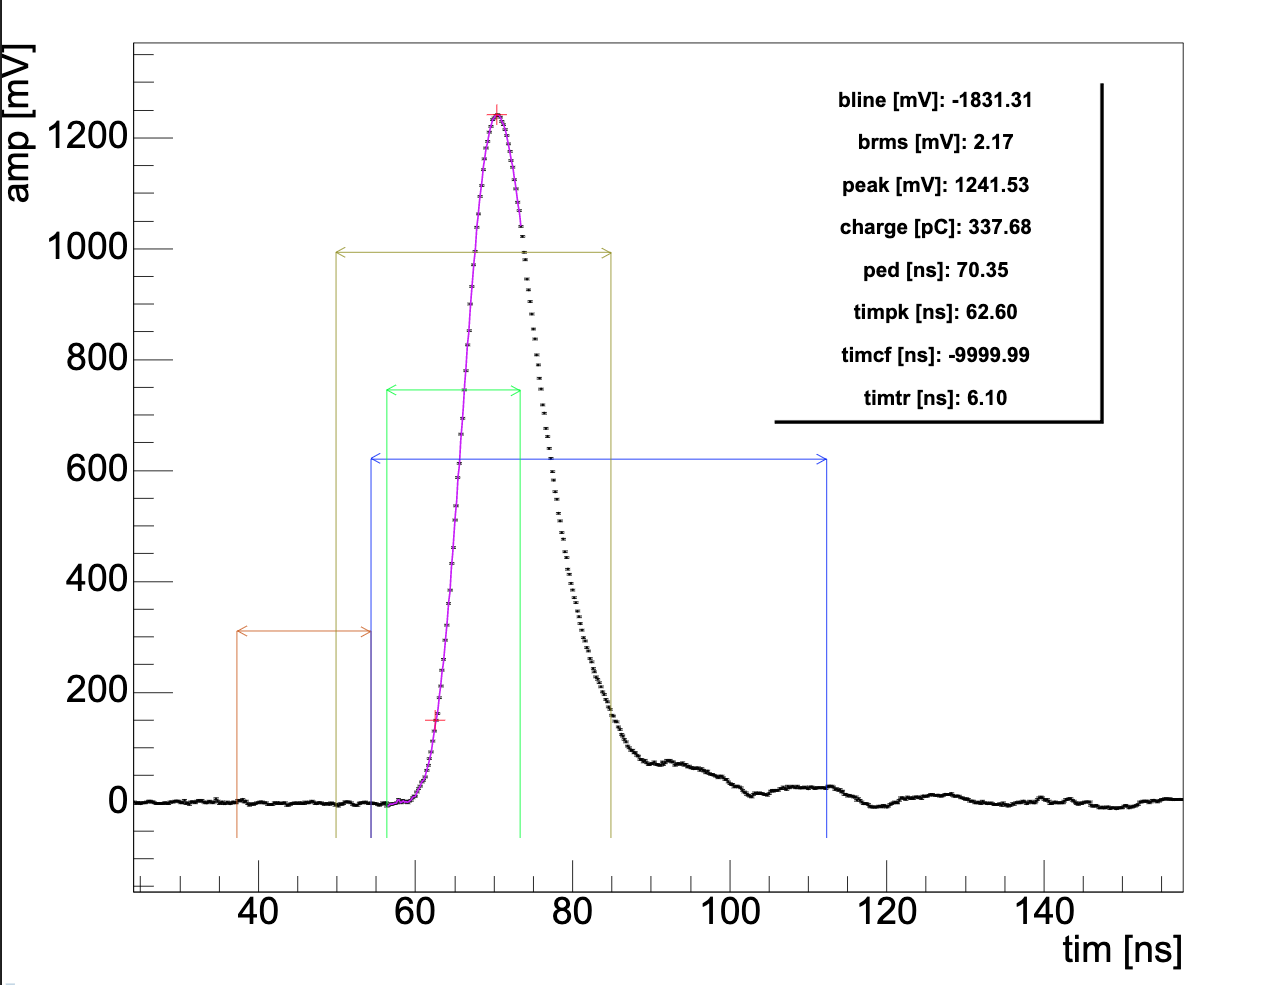 amp [mV]
1200
1000
800
600
400
200
0
bline [mV]: -1831.31
brms [mV]: 2.17
peak [mV]: 1241.53
charge [pC]: 337.68
ped [ns]: 70.35
timpk [ns]: 62.60
timcf [ns]: -9999.99
timtr [ns]: 6.10
40 60 80 100 120 140
tim [ns]